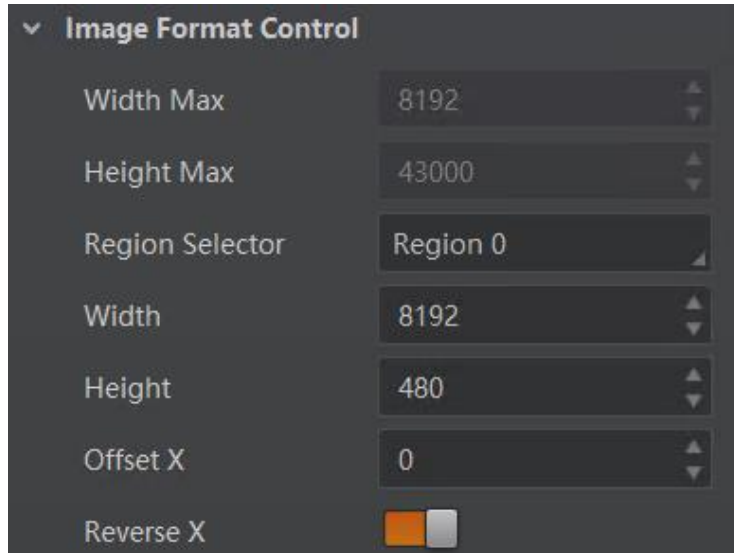 Image Format Control
Width Max 8192
Height Max 43000
Region Selector Region 0
Width 8192
Height 480
Offset X 0
Reverse X